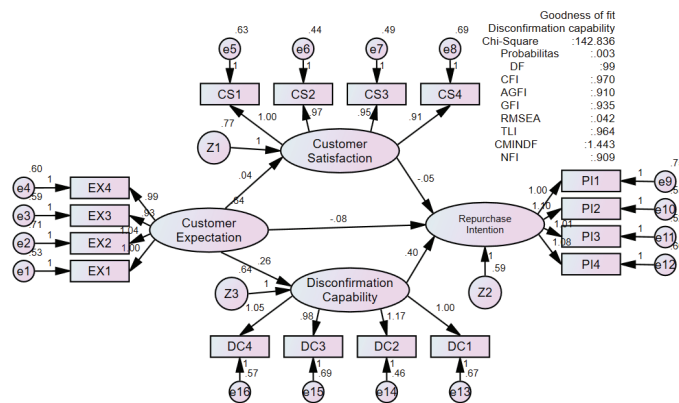 Goodness of fit
Disconfirmation capability
Chi-Square :142.836
Probabilitas :.003
DF :99
CFI :.970
AGFI :.910
GFI :.935
RMSEA :.042
TLI :.964
CMINDF :1.443
NFI :.909
.63 .44 .49 .69
e5 e6 e7 e8
1 1 1 1
CS1 CS2 CS3 CS4
1.00 .97 .95 .91
.77
Z1 1
Customer
Satisfaction
.04 -.05
.60
e4 1 EX4 .99
.59
e3 1 EX3 .93
.71
e2 1 EX2 1.04
.53
e1 1 EX1 1.00
.64
Customer
Expectation
-.08
Repurchase
Intention
1.00 PI1 1 e9
1.10 PI2 1 e10
1.01 PI3 1 e11
1.08 PI4 1 e12
.26 .40
1
.59
Z2
.64
Z3 1
Disconfirmation
Capability
1.05 .98 1.17 1.00
DC4 DC3 DC2 DC1
1 1 1 1
.57 .69 .46 .67
e16 e15 e14 e13